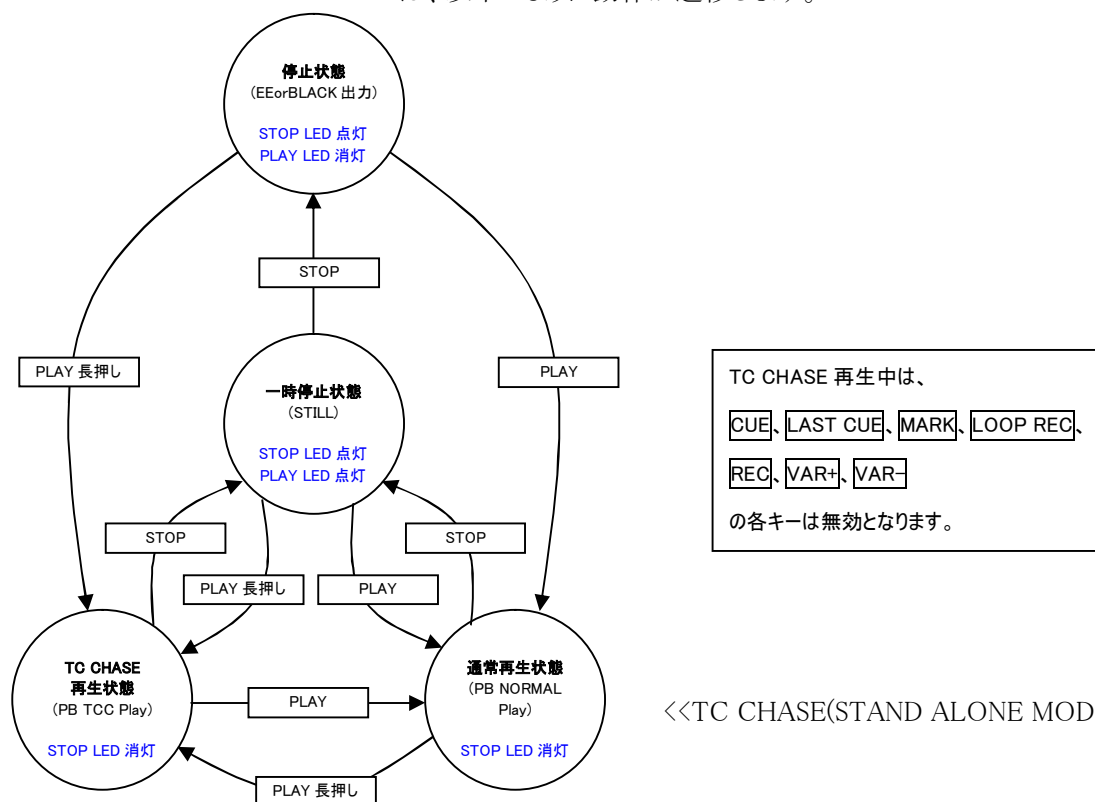 停止状態
(EEorBLACK 出力)
STOP LED 点灯
PLAY LED 消灯
STOP
PLAY 長押し
PLAY
一時停止状態
(STILL)
STOP LED 点灯
PLAY LED 点灯
TC CHASE 再生中は、
CUE、LAST CUE、MARK、LOOP REC、
REC、VAR+、VAR-
の各キーは無効となります。
STOP
STOP
PLAY 長押し
PLAY
TC CHASE
再生状態
(PB TCC Play)
STOP LED 消灯
PLAY
通常再生状態
(PB NORMAL
Play)
STOP LED 消灯
<<TC CHASE(STAND ALONE MOD
PLAY 長押し